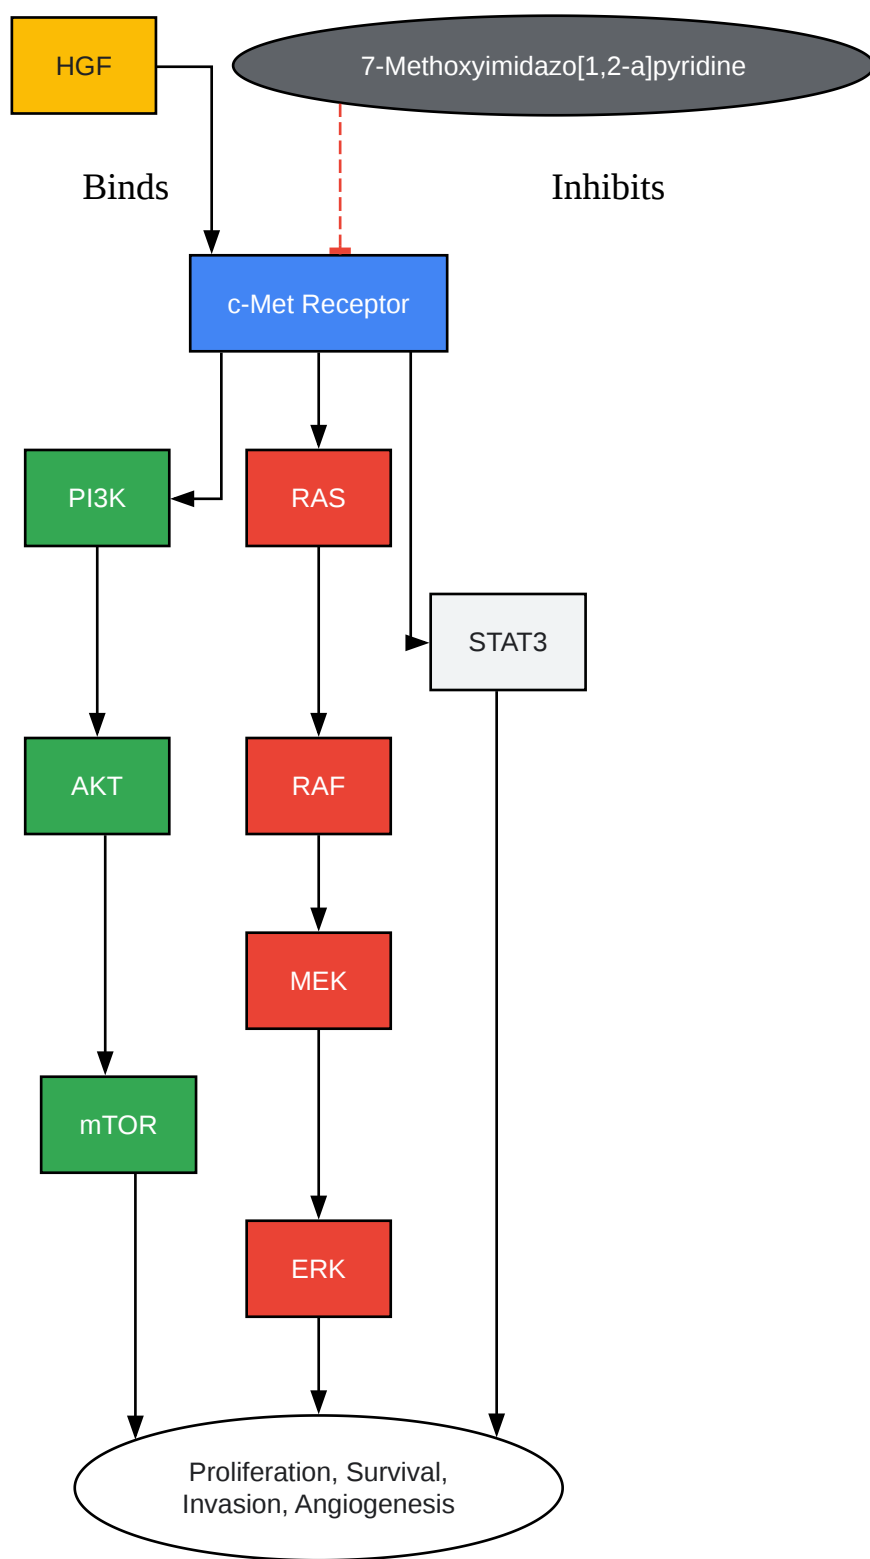 HGF
7-Methoxyimidazo[1,2-a]pyridine
Binds
Inhibits
c-Met Receptor
PI3K
RAS
STAT3
AKT
RAF
MEK
mTOR
ERK
Proliferation, Survival,
Invasion, Angiogenesis